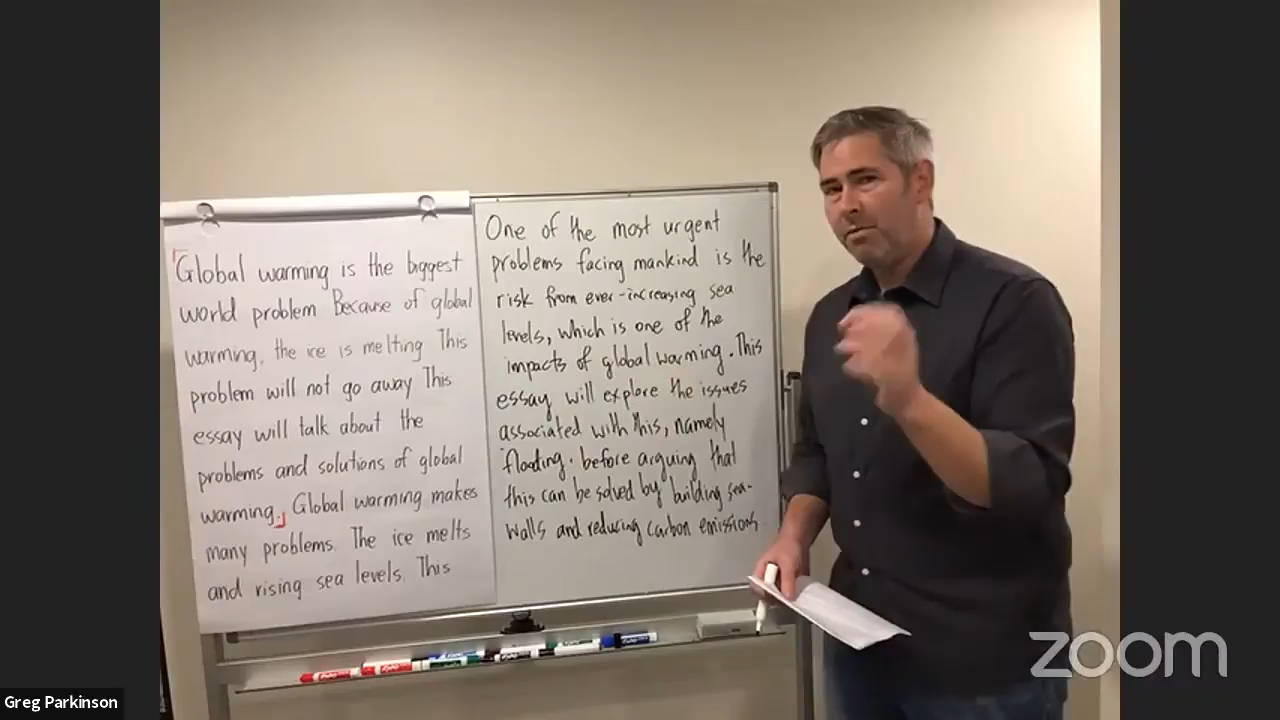 Global warming is the biggest
world problem Because of global
warming, the ice is melting This
problem will not go away This
essay will talk about the
problems and solutions of global
warming. Global warming makes
many problems. The ice melts
and rising sea levels. This
One of the most urgent
problems facing mankind is the
risk from ever-increasing sea
levels, which is one of the
impacts of global warming. This
essay will explore the issues
associated with this, namely
flooding. before arguing that
this can be solved by building sea-
walls and reducing carbon emissions
zoom
Greg Parkinson